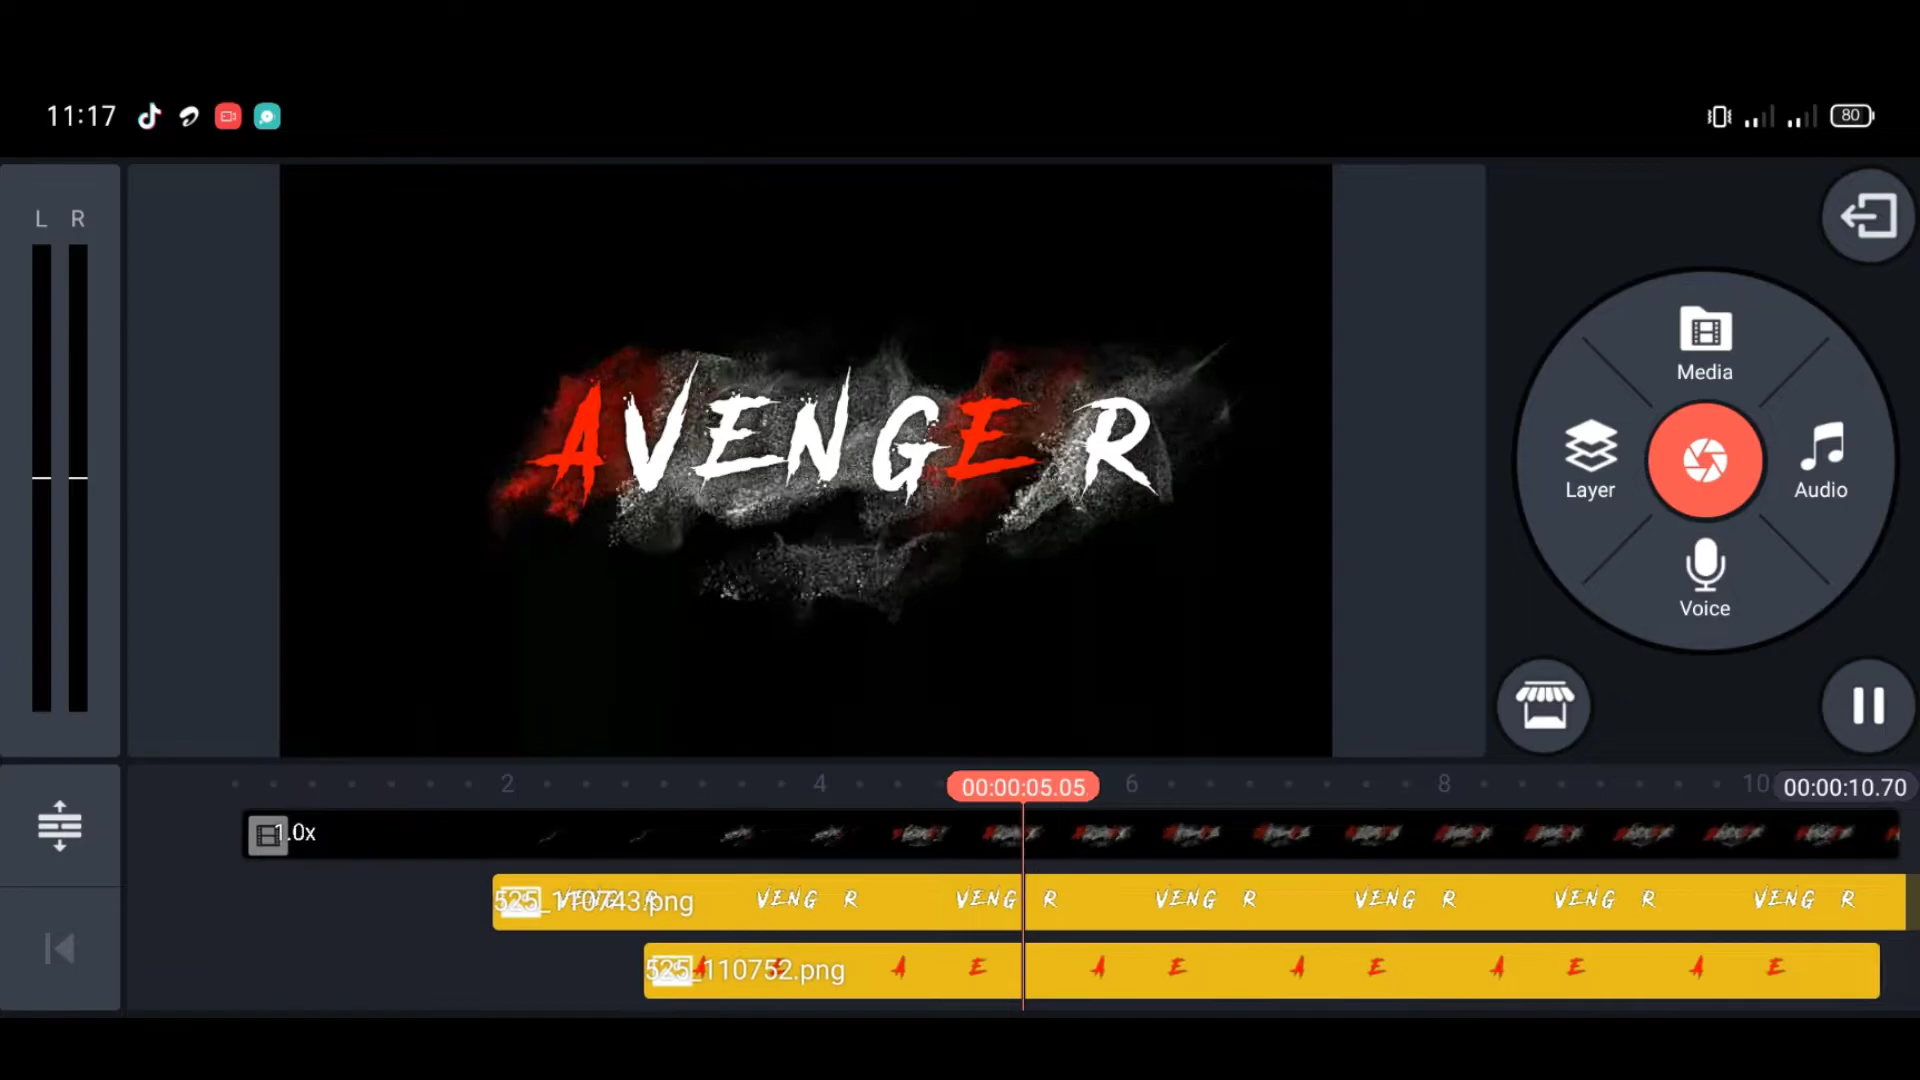 11:17
80
L R
AVENGER
Media
Layer
Audio
Voice
2 4 00:00:05.05 6 8 10 00:00:10.70
1.0x
525_110743.png VENG R VENG R VENG R VENG R VENG R VENG R VENG R
525_110752.png A E A E A E A E A E A E